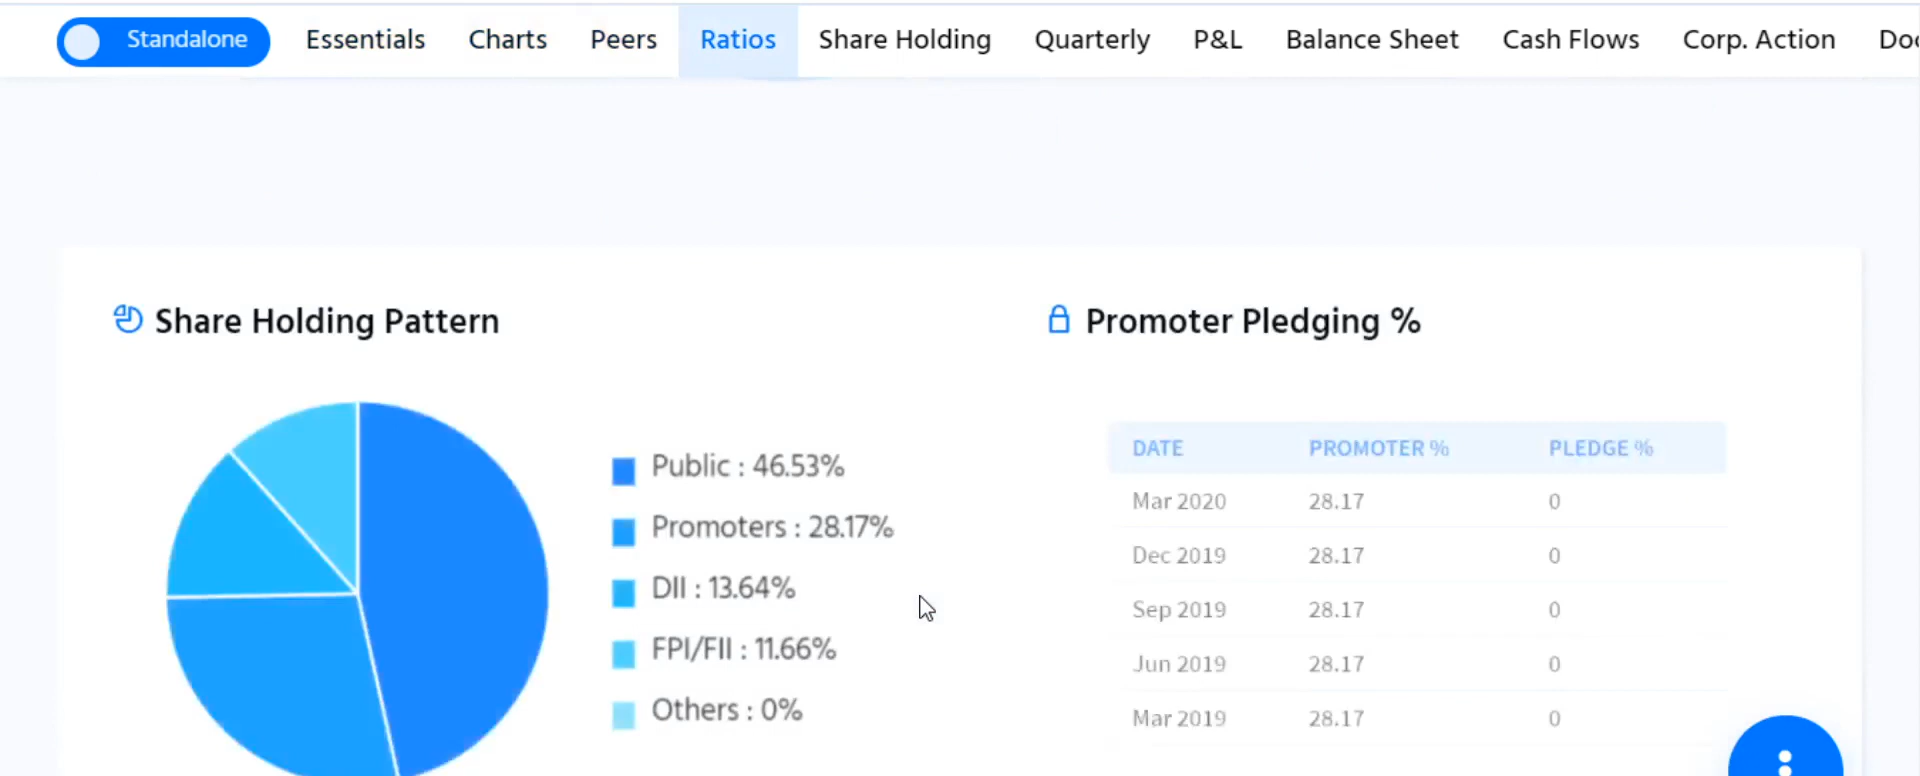 Standalone Essentials Charts Peers Ratios Share Holding Quarterly P&L Balance Sheet Cash Flows Corp. Action
Share Holding Pattern
Public : 46.53%
Promoters : 28.17%
DII : 13.64%
FPI/FII : 11.66%
Others : 0%
Promoter Pledging %
DATE PROMOTER % PLEDGE %
Mar 2020 28.17 0
Dec 2019 28.17 0
Sep 2019 28.17 0
Jun 2019 28.17 0
Mar 2019 28.17 0